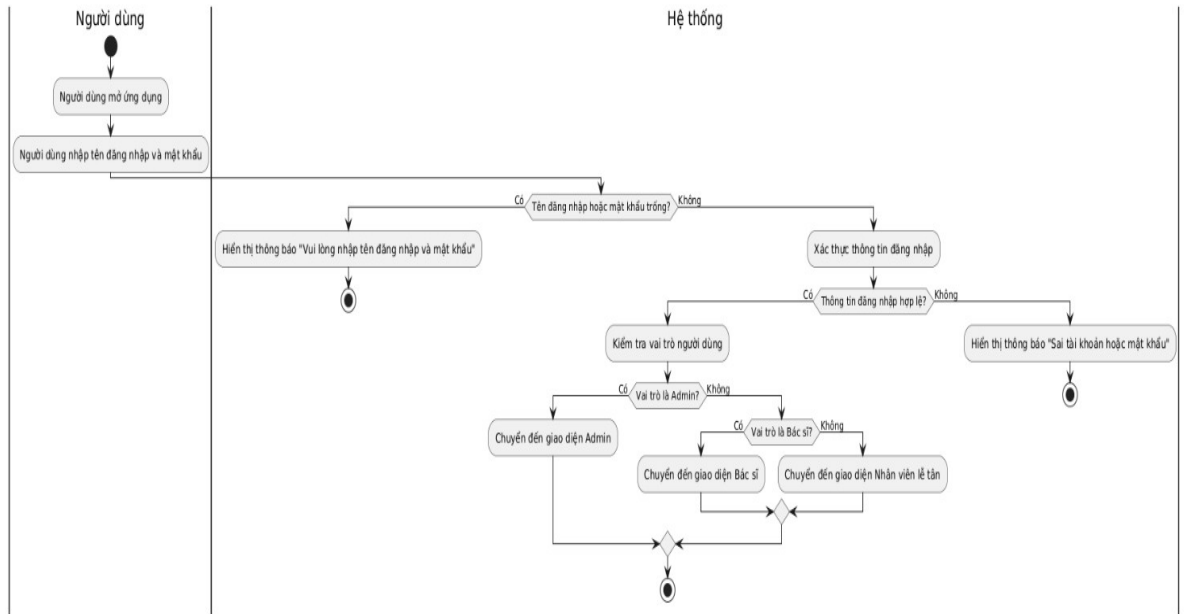 Người dùng
Hệ thống
Người dùng mở ứng dụng
Người dùng nhập tên đăng nhập và mật khẩu
Có
Tên đăng nhập hoặc mật khẩu trống?
Không
Hiển thị thông báo "Vui lòng nhập tên đăng nhập và mật khẩu"
Xác thực thông tin đăng nhập
Có
Thông tin đăng nhập hợp lệ?
Không
Kiểm tra vai trò người dùng
Hiển thị thông báo "Sai tài khoản hoặc mật khẩu"
Có
Vai trò là Admin?
Không
Chuyển đến giao diện Admin
Có
Vai trò là Bác sĩ?
Không
Chuyển đến giao diện Bác sĩ
Chuyển đến giao diện Nhân viên lễ tân